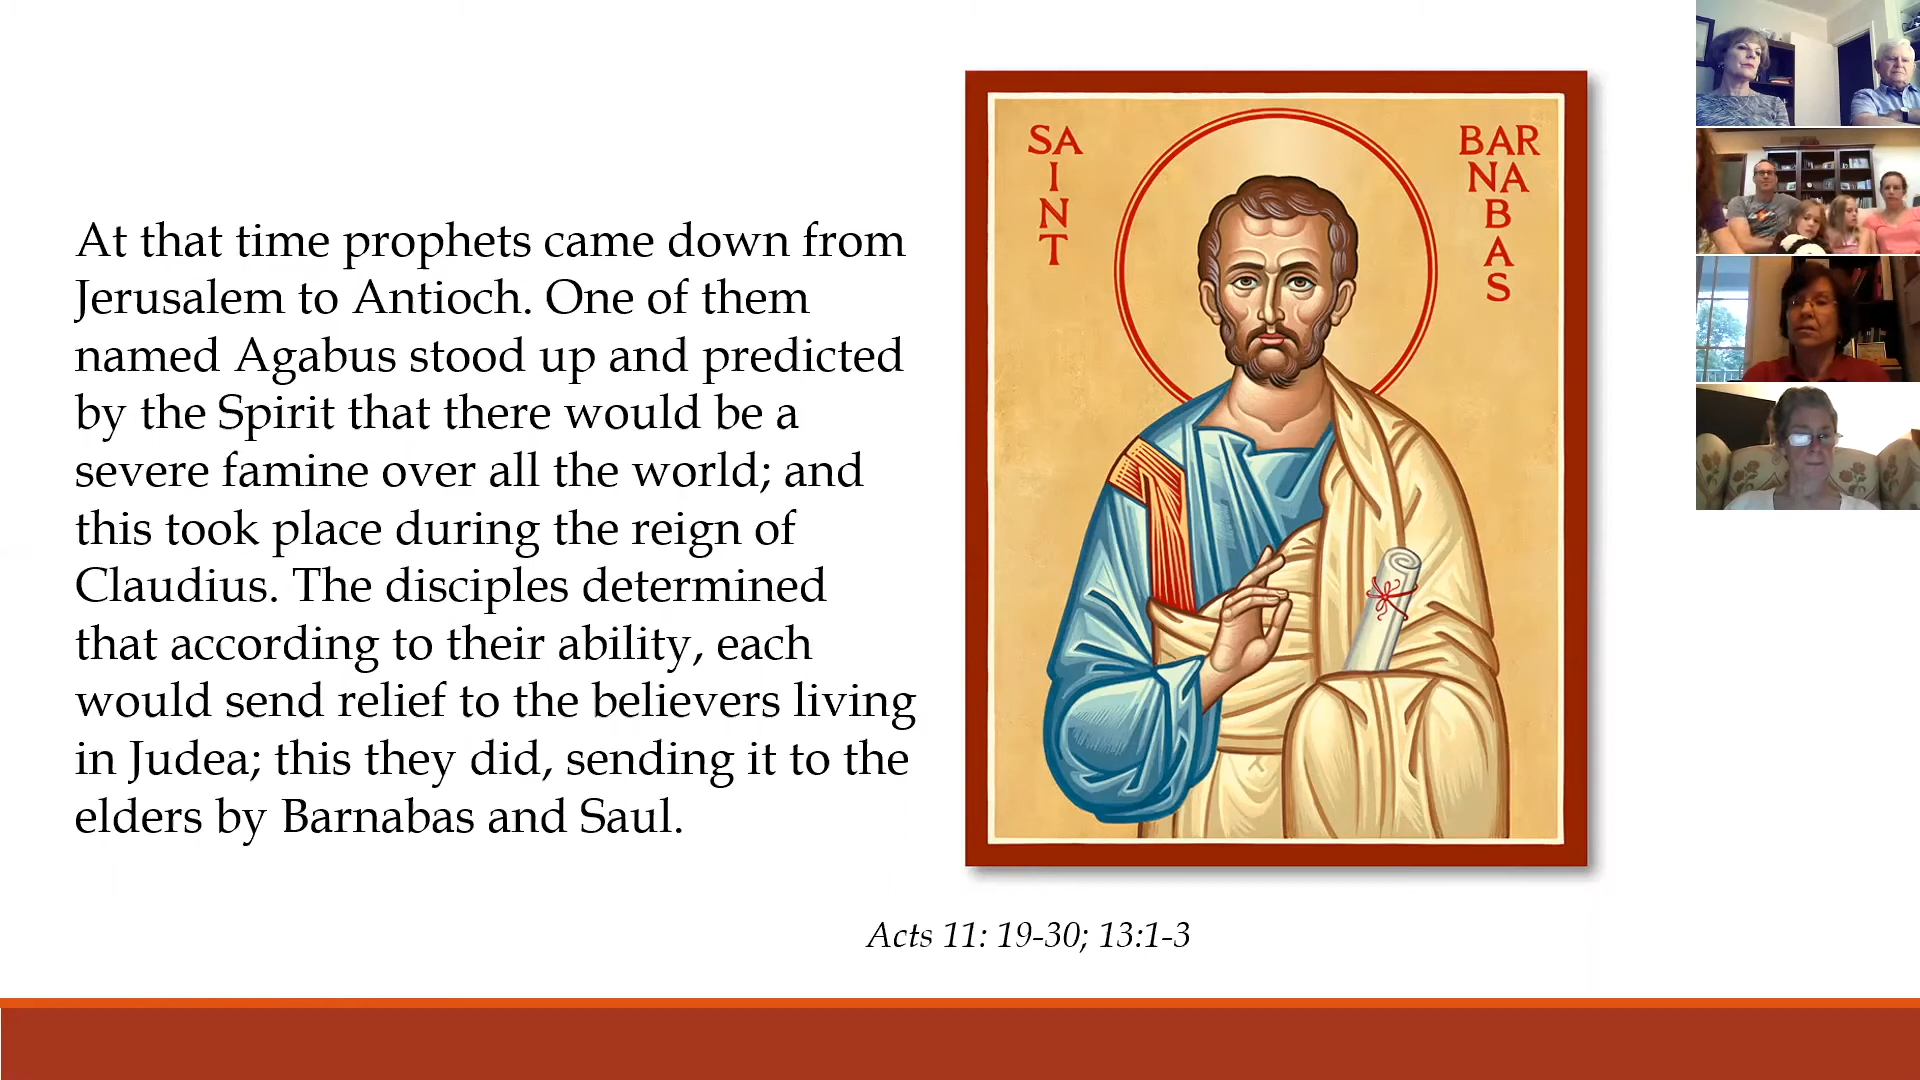 At that time prophets came down from
Jerusalem to Antioch. One of them
named Agabus stood up and predicted
by the Spirit that there would be a
severe famine over all the world; and
this took place during the reign of
Claudius. The disciples determined
that according to their ability, each
would send relief to the believers living
in Judea; this they did, sending it to the
elders by Barnabas and Saul.
SA
I
N
T
BAR
NA
B
A
S
Acts 11: 19-30; 13:1-3